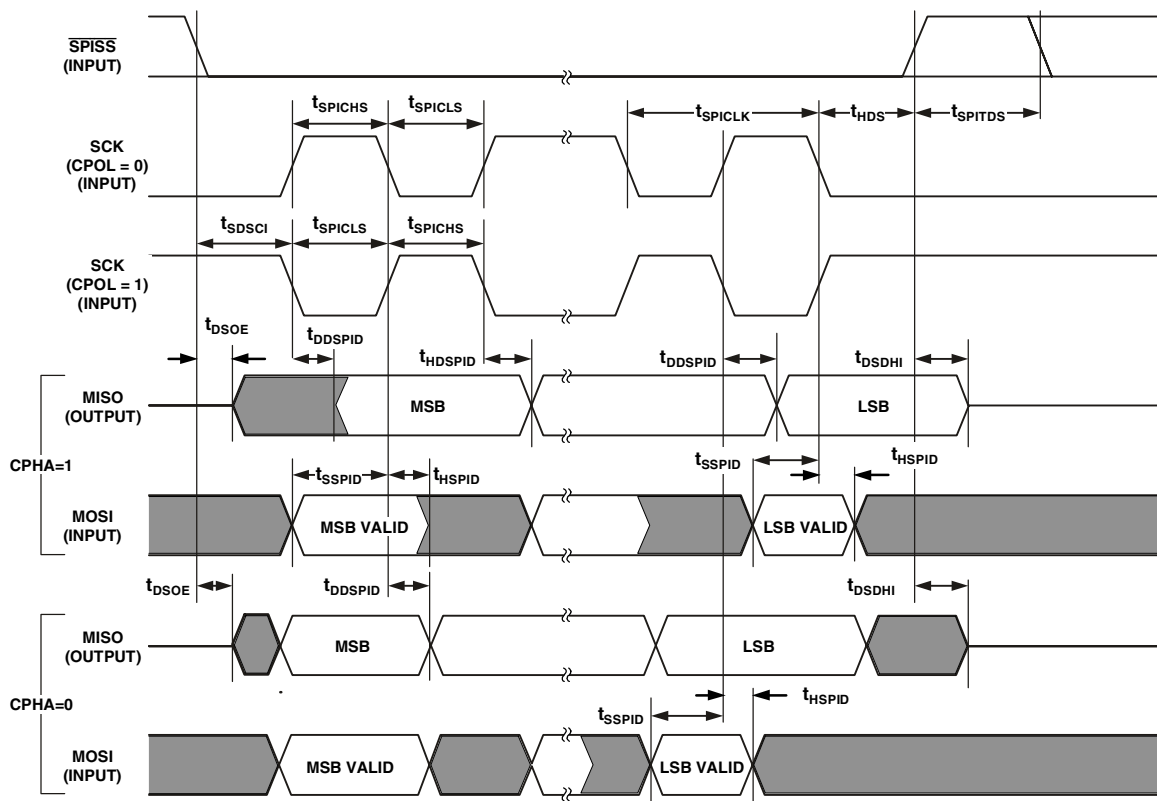 SPISS
(INPUT)
tSPICHS
tSPICLS
tSPICLK
tHDS
tSPITDS
SCK
(CPOL = 0)
(INPUT)
tSDSCI
tSPICLS
tSPICHS
SCK
(CPOL = 1)
(INPUT)
tDSOE
tDDSPID
tHDSPID
tDDSPID
tDSDHI
MISO
(OUTPUT)
MSB
LSB
CPHA=1
tSSPID
tHSPID
tSSPID
tHSPID
MOSI
(INPUT)
MSB VALID
LSB VALID
tDSOE
tDDSPID
tDSDHI
MISO
(OUTPUT)
MSB
LSB
CPHA=0
tSSPID
tHSPID
MOSI
(INPUT)
MSB VALID
LSB VALID